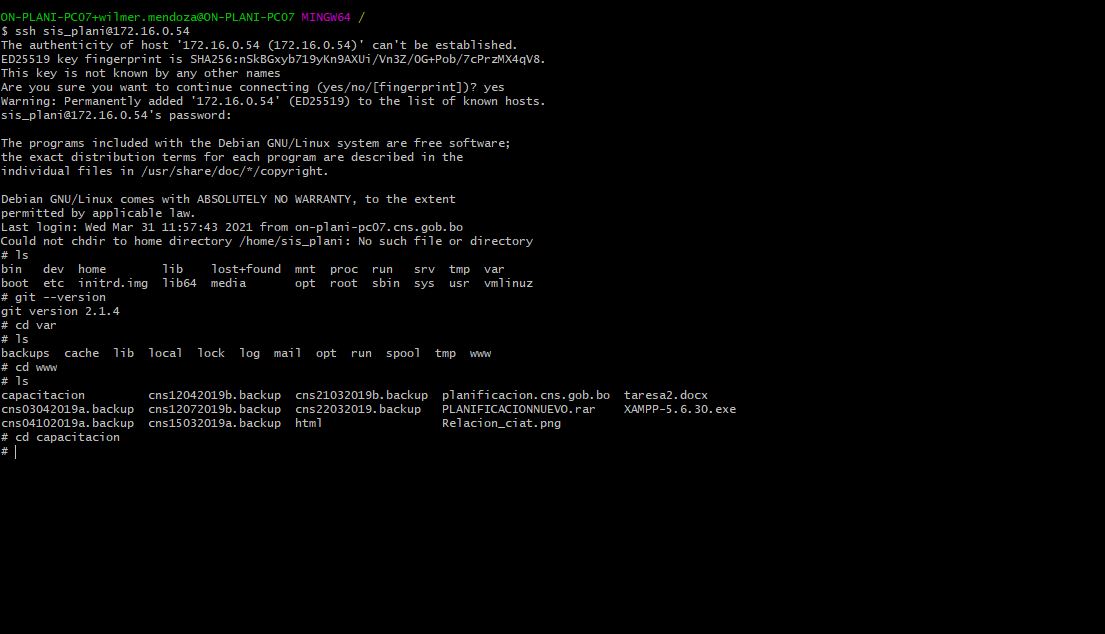 ON-PLANI-PC07+wilmer.mendoza@ON-PLANI-PC07 MINGW64 /
$ ssh sis_plani@172.16.0.54
The authenticity of host '172.16.0.54 (172.16.0.54)' can't be established.
ED25519 key fingerprint is SHA256:nSkBGxyb719yKn9AXUi/Vn3Z/OG+Pob/7cPrzMX4qV8.
This key is not known by any other names
Are you sure you want to continue connecting (yes/no/[fingerprint])? yes
Warning: Permanently added '172.16.0.54' (ED25519) to the list of known hosts.
sis_plani@172.16.0.54's password:
The programs included with the Debian GNU/Linux system are free software;
the exact distribution terms for each program are described in the
individual files in /usr/share/doc/*/copyright.
Debian GNU/Linux comes with ABSOLUTELY NO WARRANTY, to the extent
permitted by applicable law.
Last login: Wed Mar 31 11:57:43 2021 from on-plani-pc07.cns.gob.bo
Could not chdir to home directory /home/sis_plani: No such file or directory
# ls
bin   dev  home        lib    lost+found  mnt  proc  run   srv  tmp  var
boot  etc  initrd.img  lib64  media       opt  root  sbin  sys  usr  vmlinuz
# git --version
git version 2.1.4
# cd var
# ls
backups  cache  lib  local  lock  log  mail  opt  run  spool  tmp  www
# cd www
# ls
capacitacion         cns12042019b.backup  cns21032019b.backup  planificacion.cns.gob.bo  taresa2.docx
cns03042019a.backup  cns12072019b.backup  cns22032019.backup   PLANIFICACIONNUEVO.rar    XAMPP-5.6.30.exe
cns04102019a.backup  cns15032019a.backup  html                 Relacion_ciat.png
# cd capacitacion
#